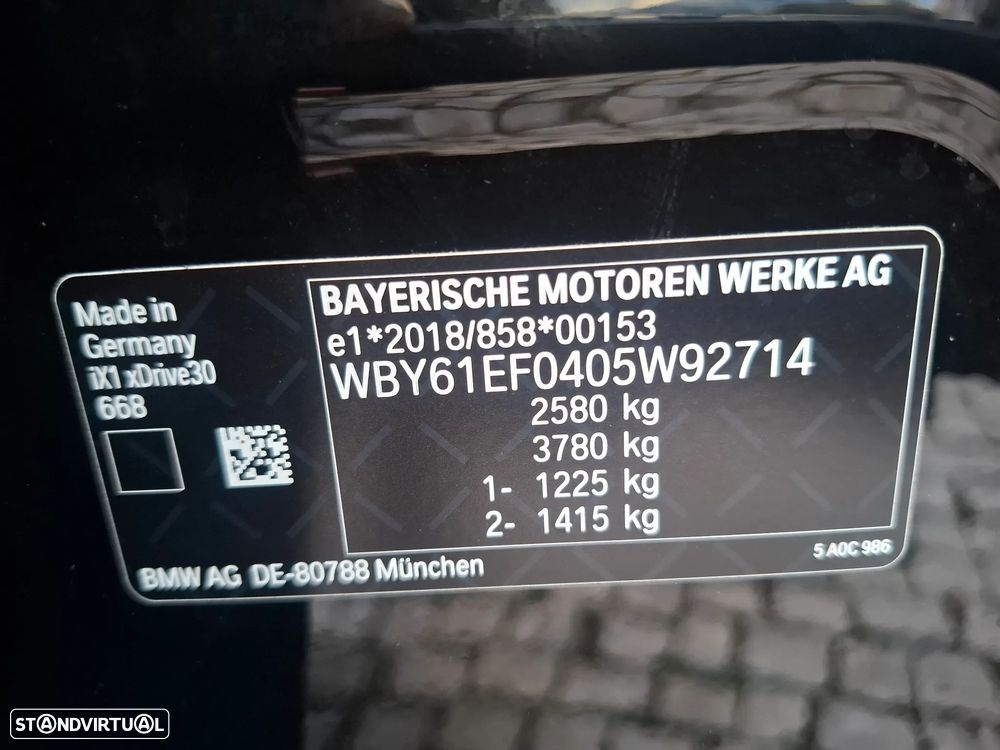 Made in
Germany
iX1 xDrive30
668
BAYERISCHE MOTOREN WERKE AG
e1*2018/858*00153
WBY61EF0405W92714
2580 kg
3780 kg
1- 1225 kg
2- 1415 kg
BMW AG DE-80788 München
5 A0C 986
STANDVIRTUAL